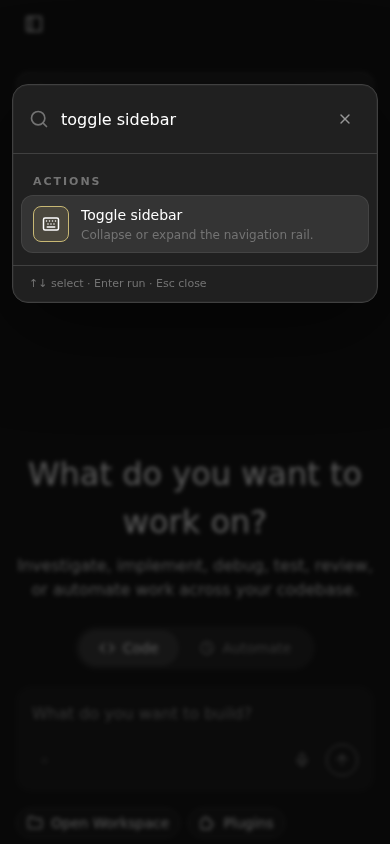 toggle sidebar
ACTIONS
Toggle sidebar
Collapse or expand the navigation rail.
↑↓ select · Enter run · Esc close
What do you want to
work on?
Investigate, implement, debug, test, review,
or automate work across your codebase.
Code
Automate
What do you want to build?
Open Workspace
Plugins